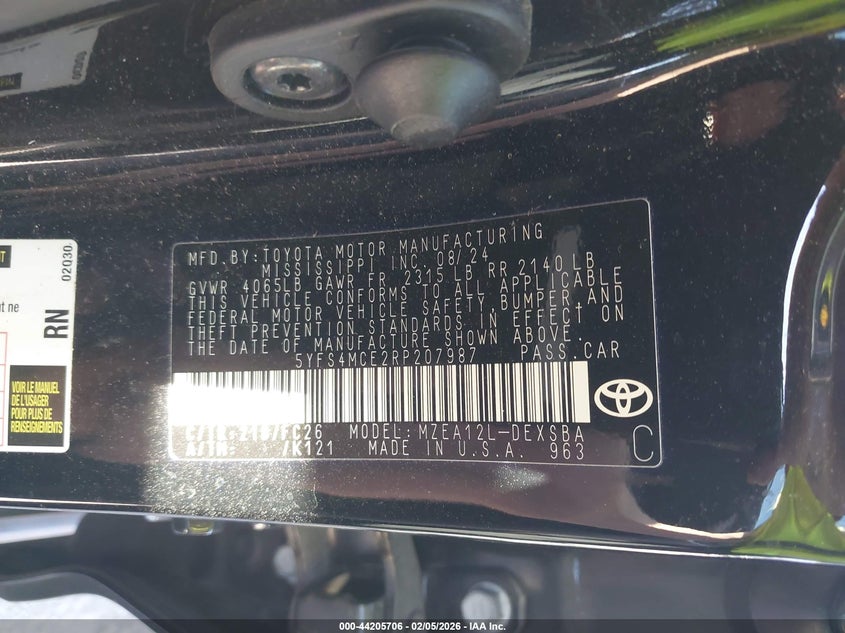 MFD.BY:TOYOTA MOTOR MANUFACTURING
MISSISSIPPI INC. 08/24
GVWR 4065LB GAWR FR 2315 LB RR 2140 LB
THIS VEHICLE CONFORMS TO ALL APPLICABLE
FEDERAL MOTOR VEHICLE SAFETY, BUMPER,AND
THEFT PREVENTION STANDARDS IN EFFECT ON
THE DATE OF MANUFACTURE SHOWN ABOVE.
5YFS4MCE2RP207987 PASS.CAR
MODEL:MZEA12L-DEXSBA
/K121 MADE IN U.S.A. 963
C
RN
02Q30
ut ne
VOIR LE MANUEL
DE L'USAGER
POUR PLUS DE
RENSEIGNEMENTS
000-44205706 - 02/05/2026 - IAA Inc.